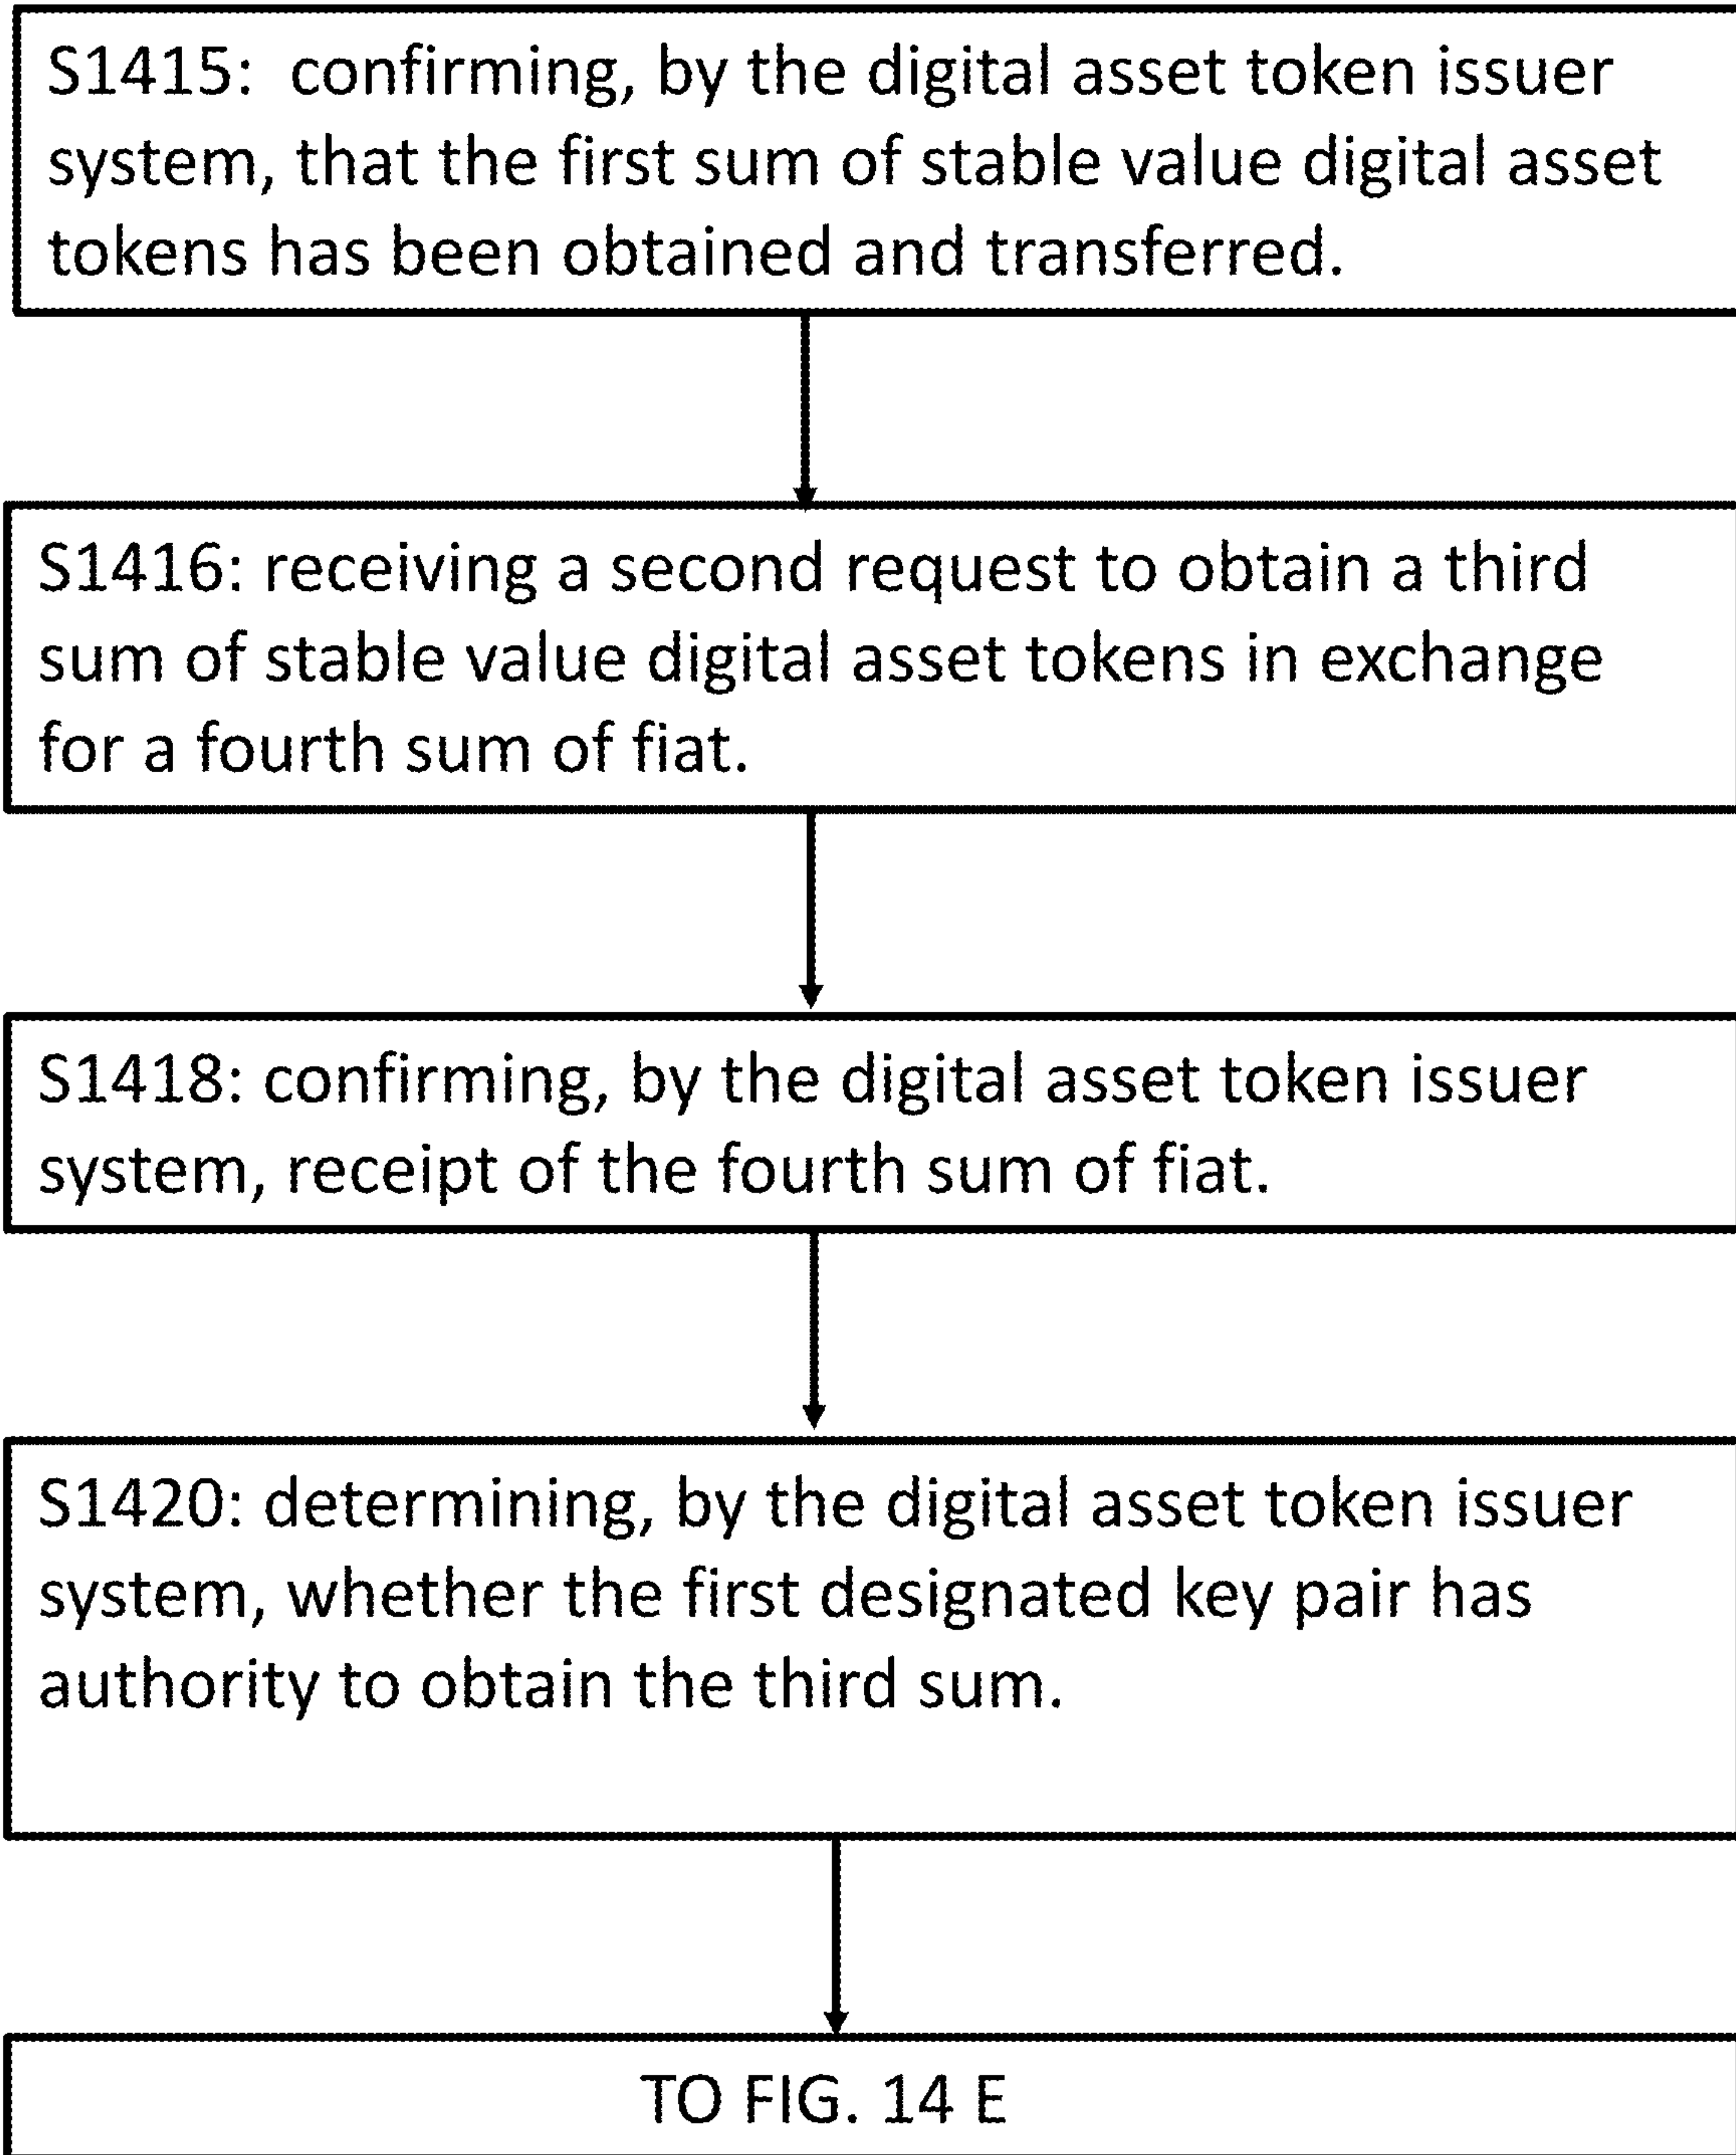 S1415:  confirming, by the digital asset token issuer
system, that the first sum of stable value digital asset
tokens has been obtained and transferred.
S1416: receiving a second request to obtain a third
sum of stable value digital asset tokens in exchange
for a fourth sum of fiat.
S1418: confirming, by the digital asset token issuer
system, receipt of the fourth sum of fiat.
S1420: determining, by the digital asset token issuer
system, whether the first designated key pair has
authority to obtain the third sum.
TO FIG. 14 E